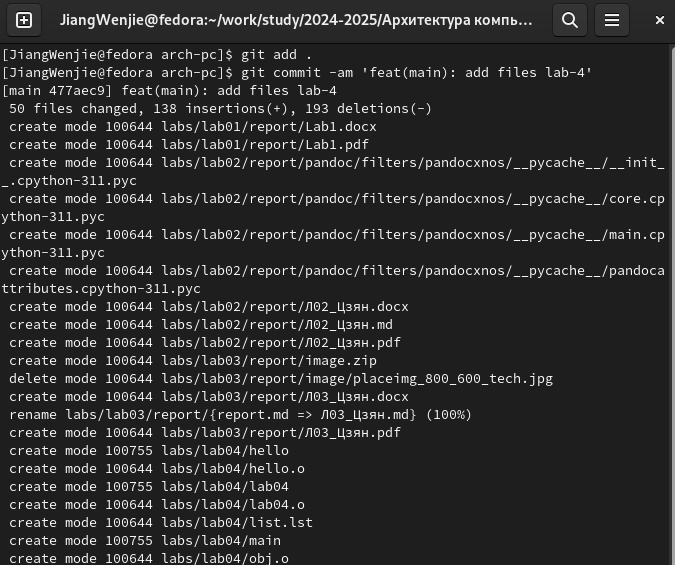 JiangWenjie@fedora:~/work/study/2024-2025/Архитектура компь...
[JiangWenjie@fedora arch-pc]$ git add .
[JiangWenjie@fedora arch-pc]$ git commit -am 'feat(main): add files lab-4'
[main 477aec9] feat(main): add files lab-4
 50 files changed, 138 insertions(+), 193 deletions(-)
 create mode 100644 labs/lab01/report/Lab1.docx
 create mode 100644 labs/lab01/report/Lab1.pdf
 create mode 100644 labs/lab02/report/pandoc/filters/pandocxnos/__pycache__/__init_
_.cpython-311.pyc
 create mode 100644 labs/lab02/report/pandoc/filters/pandocxnos/__pycache__/core.cp
ython-311.pyc
 create mode 100644 labs/lab02/report/pandoc/filters/pandocxnos/__pycache__/main.cp
ython-311.pyc
 create mode 100644 labs/lab02/report/pandoc/filters/pandocxnos/__pycache__/pandoca
ttributes.cpython-311.pyc
 create mode 100644 labs/lab02/report/Л02_Цзян.docx
 create mode 100644 labs/lab02/report/Л02_Цзян.md
 create mode 100644 labs/lab02/report/Л02_Цзян.pdf
 create mode 100644 labs/lab03/report/image.zip
 delete mode 100644 labs/lab03/report/image/placeimg_800_600_tech.jpg
 create mode 100644 labs/lab03/report/Л03_Цзян.docx
 rename labs/lab03/report/{report.md => Л03_Цзян.md} (100%)
 create mode 100644 labs/lab03/report/Л03_Цзян.pdf
 create mode 100755 labs/lab04/hello
 create mode 100644 labs/lab04/hello.o
 create mode 100755 labs/lab04/lab04
 create mode 100644 labs/lab04/lab04.o
 create mode 100644 labs/lab04/list.lst
 create mode 100755 labs/lab04/main
 create mode 100644 labs/lab04/obj.o